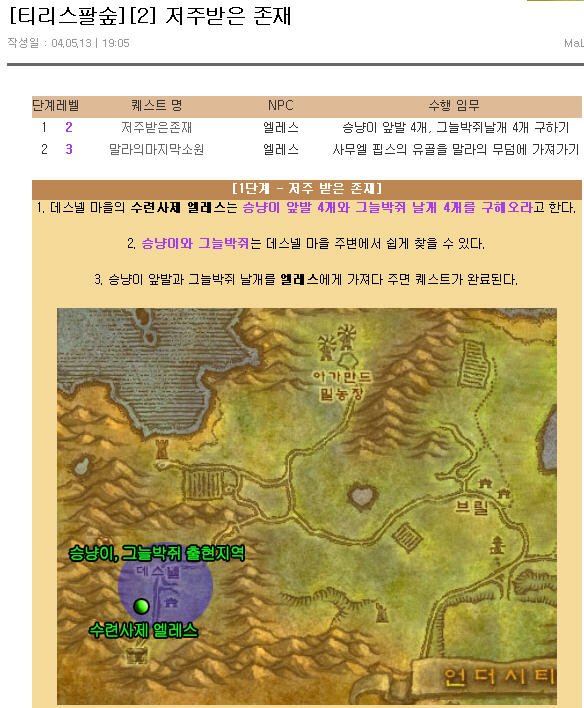 [티리스팔숲][2] 저주받은 존재
작성일 : 04.05.13 | 19:05
MaL
단계 레벨 퀘스트 명 NPC 수행 임무
1 2 저주받은존재 엘레스 승냥이 앞발 4개, 그늘박쥐날개 4개 구하기
2 3 말라의마지막소원 엘레스 사무엘 핍스의 유골을 말라의 무덤에 가져가기
[1단계 - 저주 받은 존재]
1. 데스넬 마을의 수련사제 엘레스는 승냥이 앞발 4개와 그늘박쥐 날개 4개를 구해오라고 한다.
2. 승냥이와 그늘박쥐는 데스넬 마을 주변에서 쉽게 찾을 수 있다.
3. 승냥이 앞발과 그늘박쥐 날개를 엘레스에게 가져다 주면 퀘스트가 완료된다.
아가만드
밀농장
브릴
승냥이, 그늘박쥐 출현지역
데스넬
수련사제 엘레스
언더시티